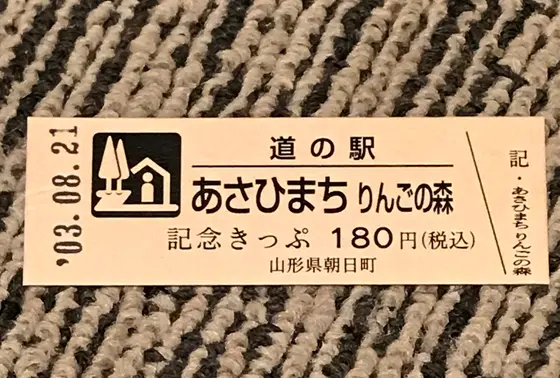 '03.08.21
道の駅
あさひまち りんごの森
記念きっぷ 180円(税込)
山形県朝日町
記・あさひまちりんごの森